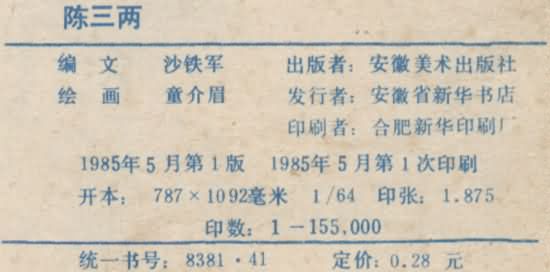 陈三两
编 文 沙铁军 出版者：安徽美术出版社
绘 画 童介眉 发行者：安徽省新华书店
印刷者：合肥新华印刷厂
1985年5月第1版 1985年5月第1次印刷
开本：787×1092毫米 1/64 印张：1.875
印数：1－155,000
统一书号：8381·41 定价：0.28 元